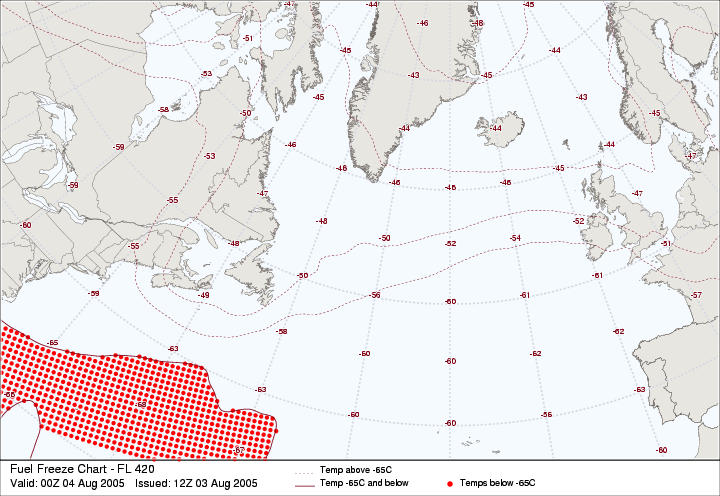 -47 -44 -46 -48 -45
-51 -45 -44
-53 -43 -45
-45 -43
-58 -50 -45
-44 -44
-59 -46 -44
-53 -47
-48 -45
-59 -46 -48 -46
-47 -47
-55
-48 -52
-60
-50 -54
-55 -48 -52 -51
-50 -61
-59 -49 -56 -60 -57
-58 -62
-65 -63
-60 -60 -62
-63 -63
-68
-60 -56
-60
-67 -60
Fuel Freeze Chart - FL 420
Valid: 00Z 04 Aug 2005 Issued: 12Z 03 Aug 2005
Temp above -65C
Temp -65C and below
Temps below -65C